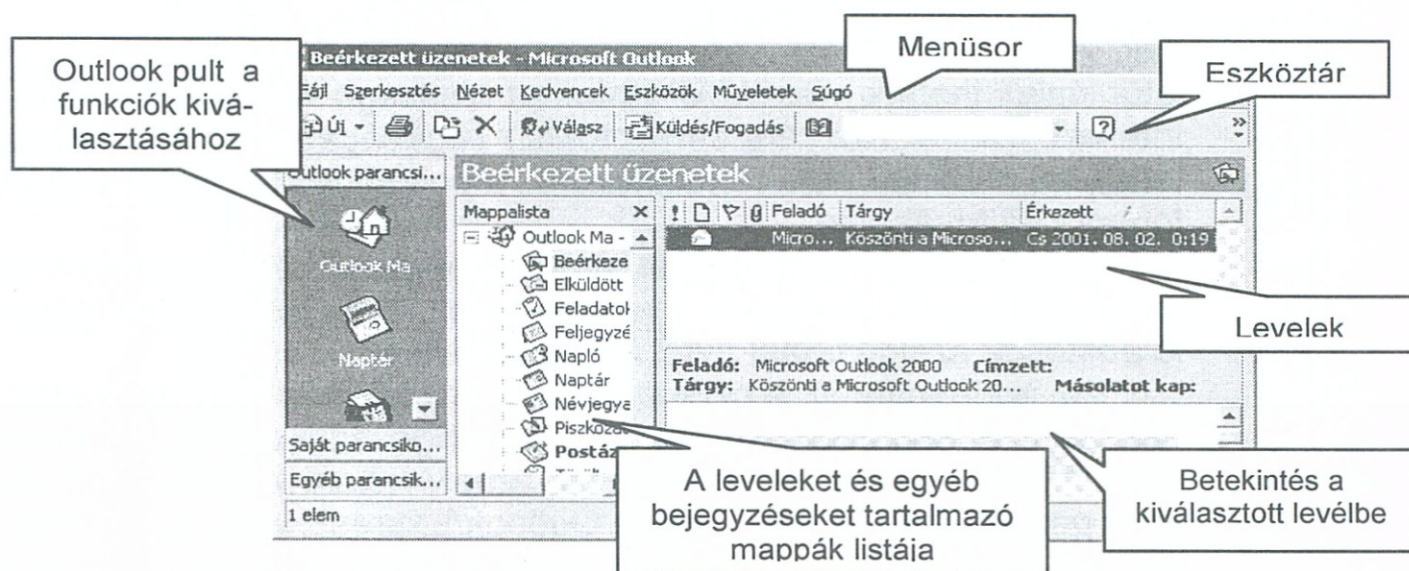 Outlook pult a
funkciók kivá-
lasztásához
Menüsor
Eszköztár
Beérkezett üzenetek - Microsoft Outlook
Fájl Szerkesztés Nézet Kedvencek Eszközök Műveletek Súgó
Új Válasz Küldés/Fogadás
Outlook parancsi...
Beérkezett üzenetek
Outlook Ma
Naptár
Saját parancsiko...
Egyéb parancsik...
1 elem
Mappalista
Outlook Ma -
Beérkeze
Elküldött
Feladatok
Feljegyzé
Napló
Naptár
Névjegya
Postáz
Feladó Tárgy Érkezett
Micro... Köszönti a Microso... Cs 2001. 08. 02. 0:19
Levelek
Feladó: Microsoft Outlook 2000 Címzett:
Tárgy: Köszönti a Microsoft Outlook 20... Másolatot kap:
A leveleket és egyéb
bejegyzéseket tartalmazó
mappák listája
Betekintés a
kiválasztott levélbe